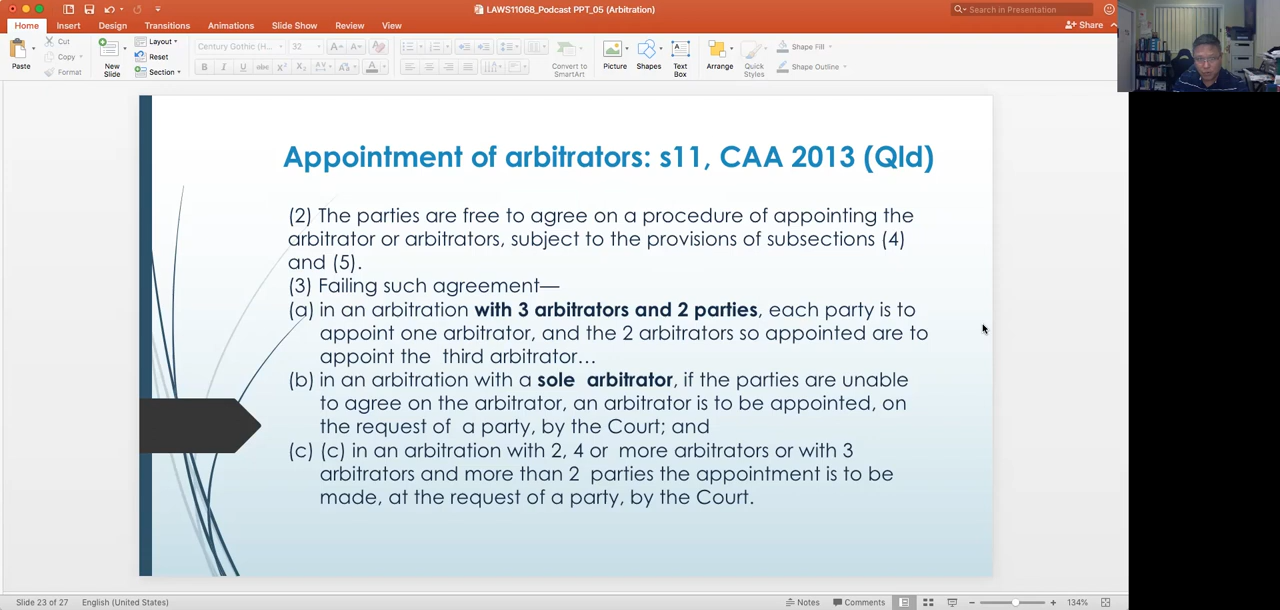 LAWS11068_Podcast PPT_05 (Arbitration)
Search in Presentation
Home Insert Design Transitions Animations Slide Show Review View
Share
Paste
Cut
Copy
Format
New Slide
Layout
Reset
Section
Century Gothic (H... 32
B I U abc X² X₂ AV Aa A
Convert to SmartArt
Picture
Shapes
Text Box
Arrange
Quick Styles
Shape Fill
Shape Outline
Appointment of arbitrators: s11, CAA 2013 (Qld)
(2) The parties are free to agree on a procedure of appointing the
arbitrator or arbitrators, subject to the provisions of subsections (4)
and (5).
(3) Failing such agreement—
(a) in an arbitration with 3 arbitrators and 2 parties, each party is to
appoint one arbitrator, and the 2 arbitrators so appointed are to
appoint the third arbitrator…
(b) in an arbitration with a sole arbitrator, if the parties are unable
to agree on the arbitrator, an arbitrator is to be appointed, on
the request of a party, by the Court; and
(c) (c) in an arbitration with 2, 4 or more arbitrators or with 3
arbitrators and more than 2 parties the appointment is to be
made, at the request of a party, by the Court.
Slide 23 of 27 English (United States)
Notes Comments 134%